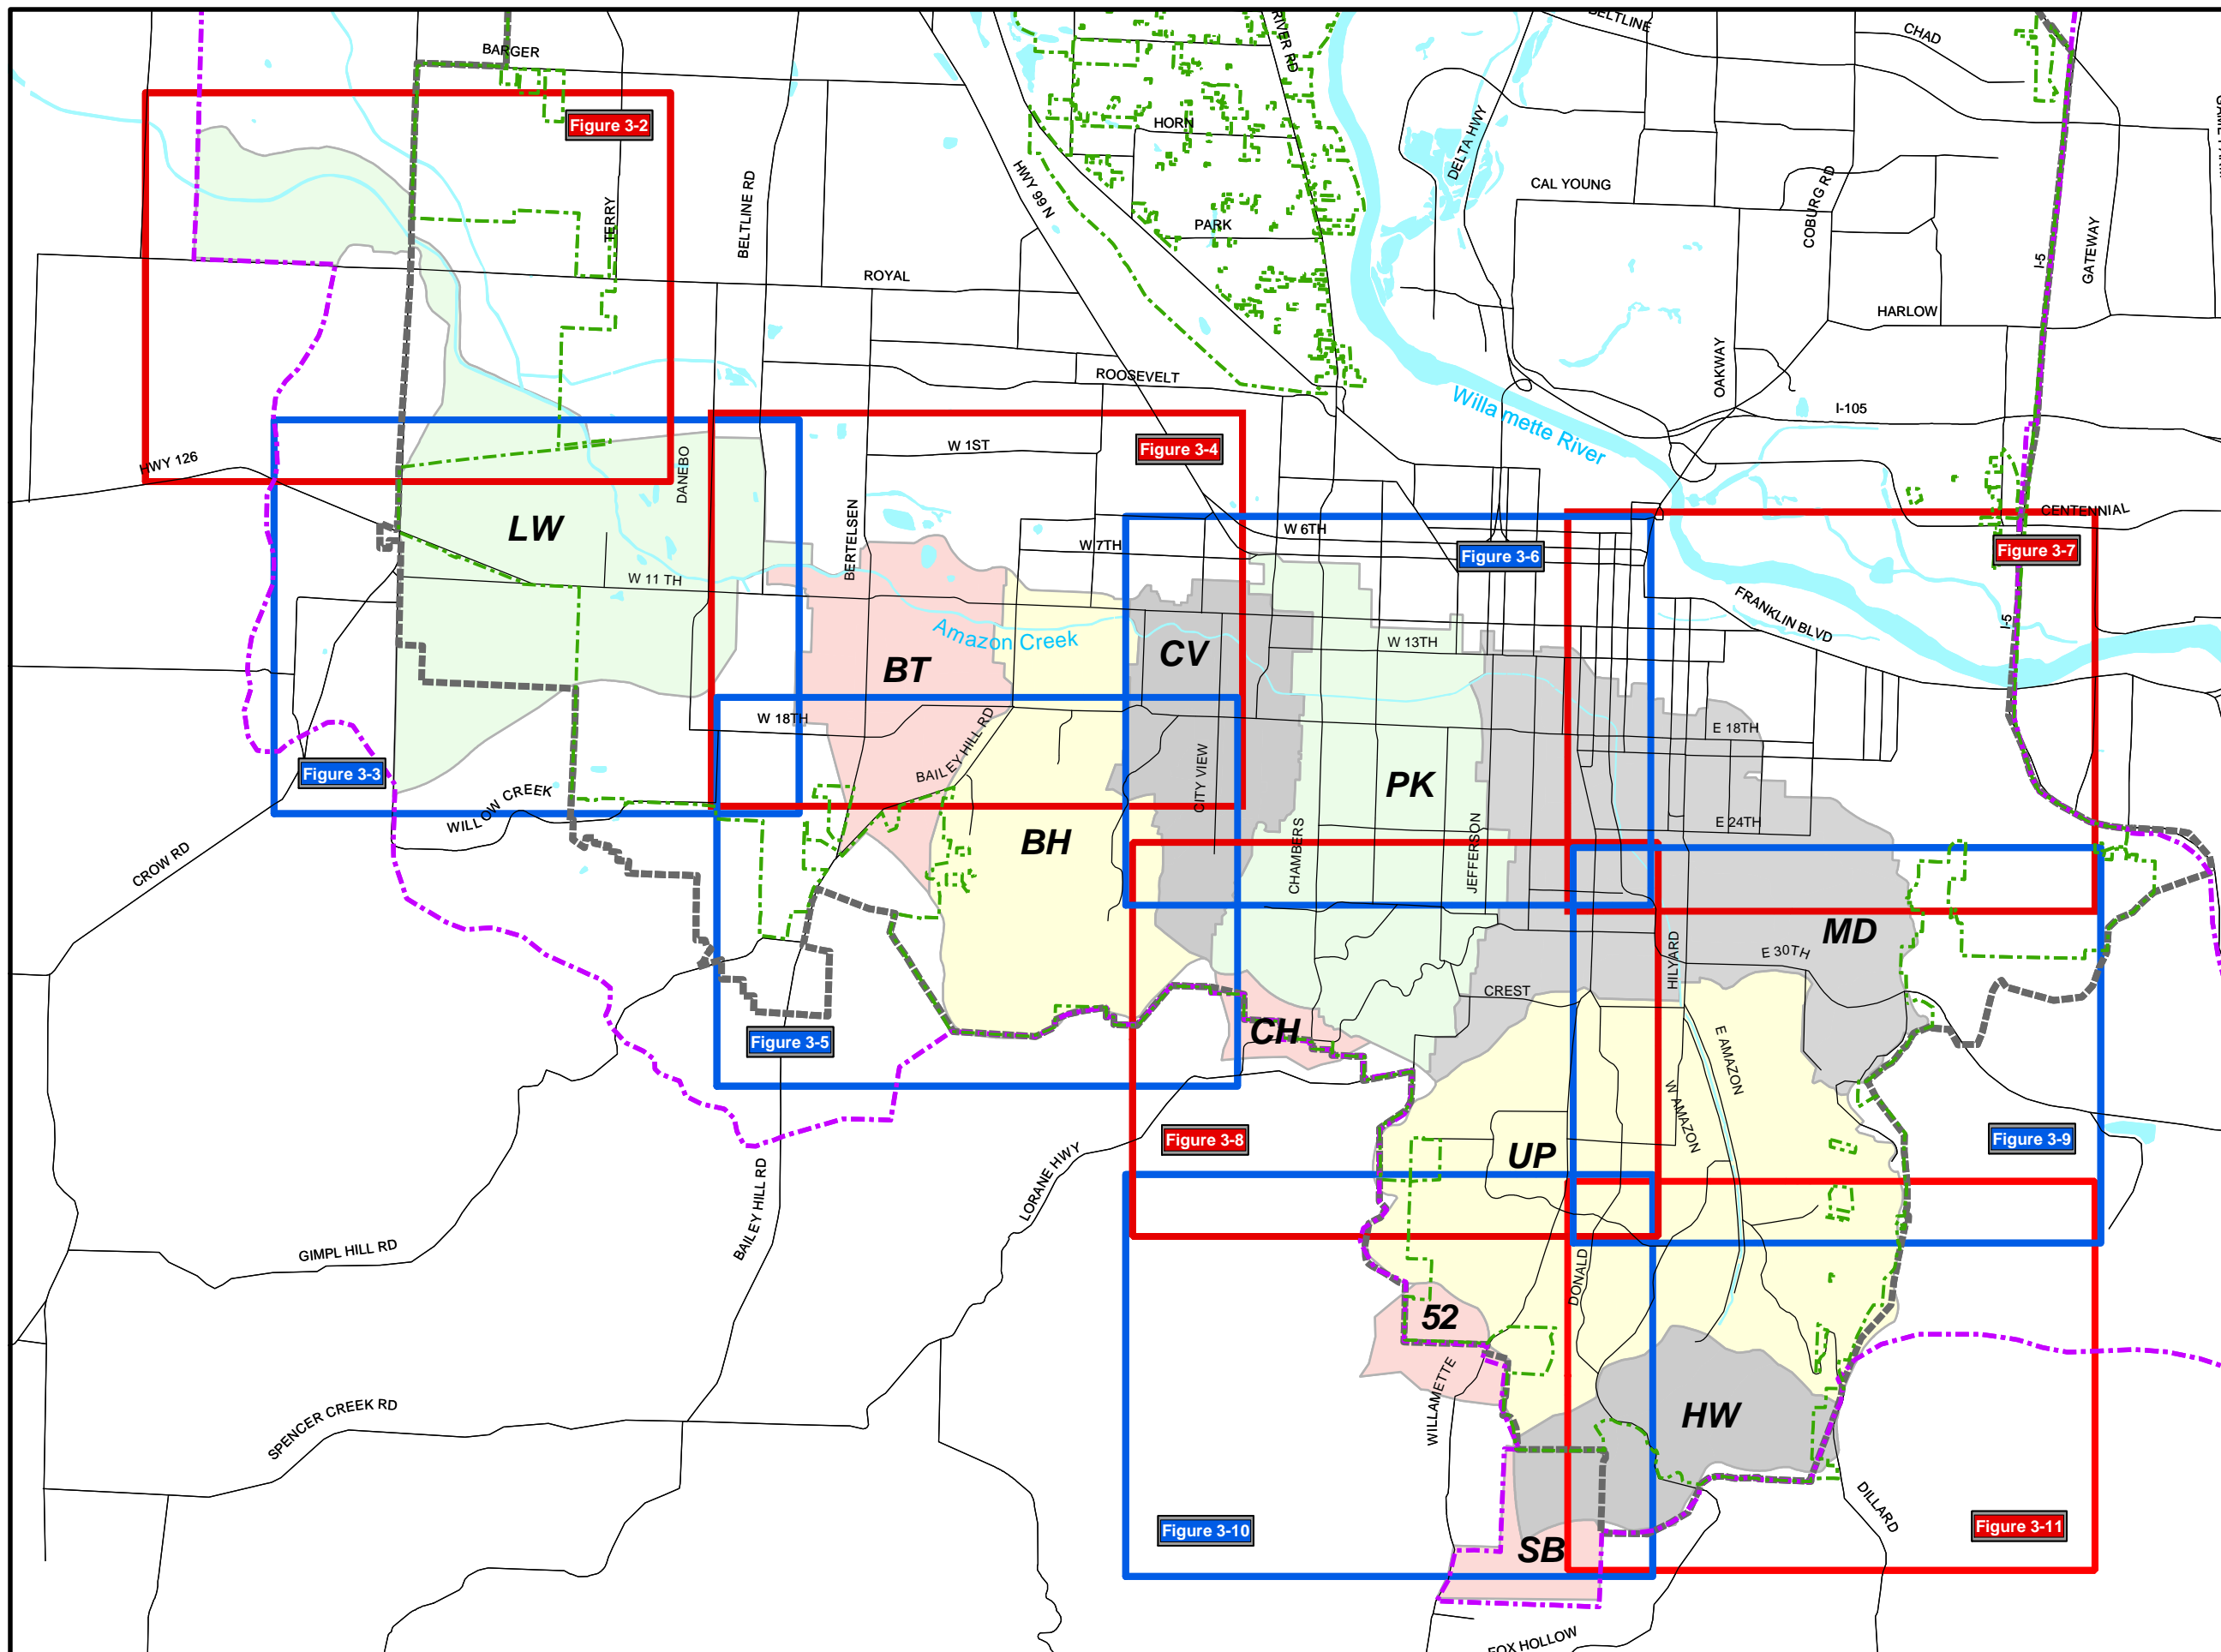 BELTLINE
CHAD
BARGER
RIVER RD
Figure 3-2
HORN
DELTA HWY
HWY 99 N
CAL YOUNG
COBURG RD
TERRY
BELTLINE RD
PARK
GATEWAY
I-5
ROYAL
HARLOW
OAKWAY
ROOSEVELT
I-105
Willamette River
W 1ST
Figure 3-4
HWY 126
DANEBO
CENTENNIAL
LW
BERTELSEN
W 6TH
W 7TH
Figure 3-6
Figure 3-7
W 11 TH
FRANKLIN BLVD
I-5
Amazon Creek
CV
W 13TH
BT
W 18TH
E 18TH
BAILEY HILL RD
Figure 3-3
CITY VIEW
PK
WILLOW CREEK
E 24TH
BH
CHAMBERS
JEFFERSON
CROW RD
MD
HILYARD
E 30TH
CREST
CH
Figure 3-5
E AMAZON
W AMAZON
Figure 3-8
Figure 3-9
UP
LORANE HWY
BAILEY HILL RD
GIMPL HILL RD
DONALD
52
WILLAMETTE
SPENCER CREEK RD
HW
DILLARD
Figure 3-10
Figure 3-11
SB
FOX HOLLOW